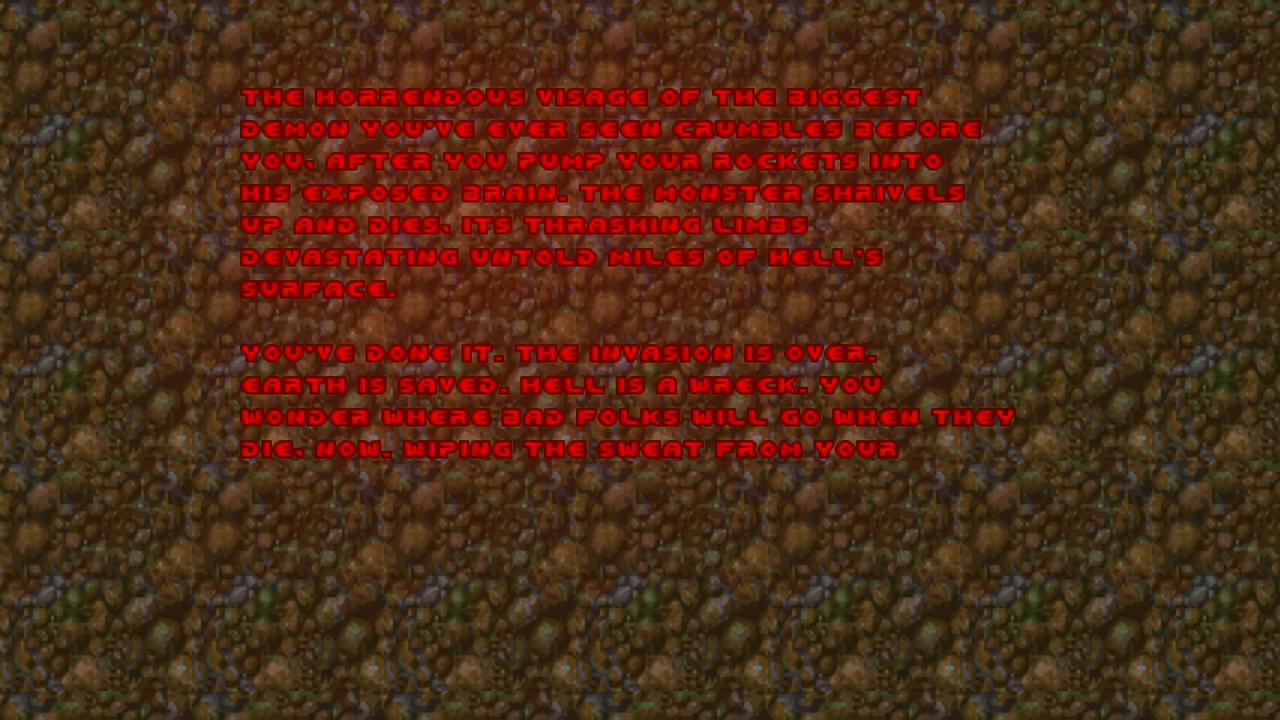 THE HORRENDOUS VISAGE OF THE BIGGEST
DEMON YOU'VE EVER SEEN CRUMBLES BEFORE
YOU, AFTER YOU PUMP YOUR ROCKETS INTO
HIS EXPOSED BRAIN. THE MONSTER SHRIVELS
UP AND DIES, ITS THRASHING LIMBS
DEVASTATING UNTOLD MILES OF HELL'S
SURFACE.
YOU'VE DONE IT. THE INVASION IS OVER.
EARTH IS SAVED. HELL IS A WRECK. YOU
WONDER WHERE BAD FOLKS WILL GO WHEN THEY
DIE, NOW. WIPING THE SWEAT FROM YOUR